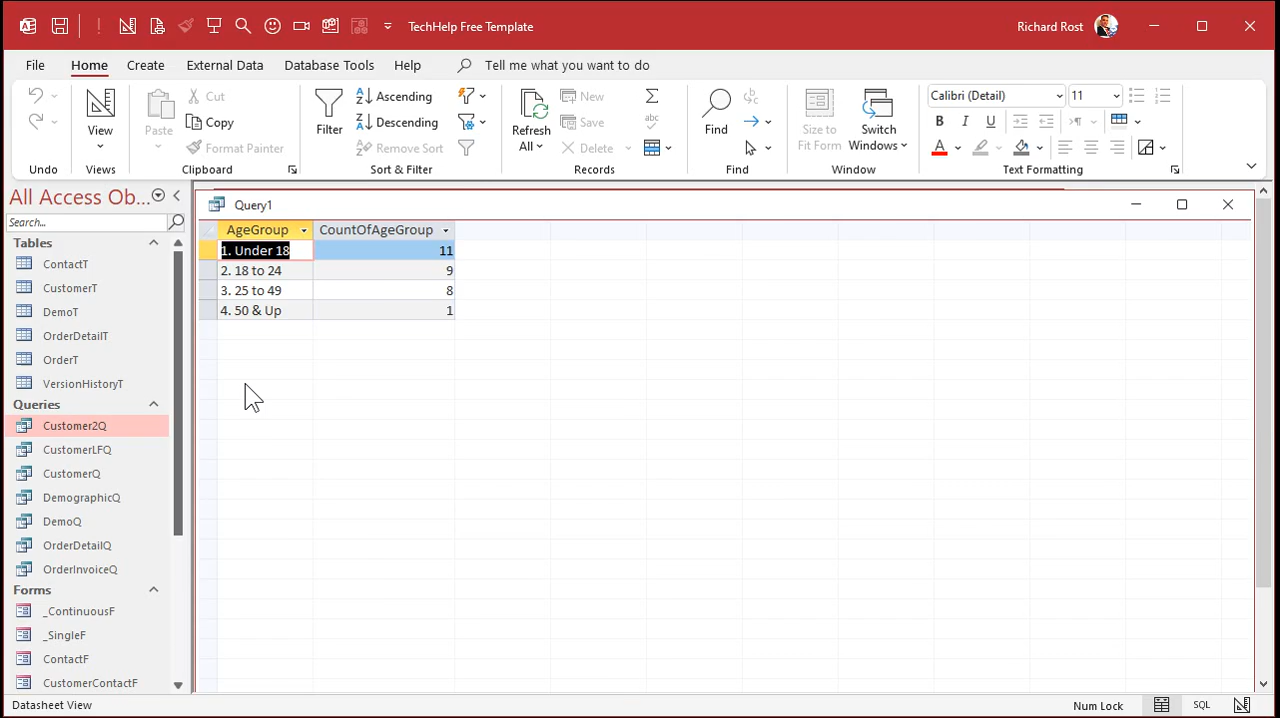 TechHelp Free Template
Richard Rost
File Home Create External Data Database Tools Help Tell me what you want to do
View
Paste
Cut
Copy
Format Painter
Filter
Ascending
Descending
Remove Sort
Refresh All
New
Save
Delete
Find
Size to Fit Form
Switch Windows
Calibri (Detail) 11
B I U
A
Undo Views Clipboard Sort & Filter Records Find Window Text Formatting
All Access Ob...
Search...
Tables
ContactT
CustomerT
DemoT
OrderDetailT
OrderT
VersionHistoryT
Queries
Customer2Q
CustomerLFQ
CustomerQ
DemographicQ
DemoQ
OrderDetailQ
OrderInvoiceQ
Forms
_ContinuousF
_SingleF
ContactF
CustomerContactF
Query1
AgeGroup CountOfAgeGroup
1. Under 18 11
2. 18 to 24 9
3. 25 to 49 8
4. 50 & Up 1
Datasheet View Num Lock SQL